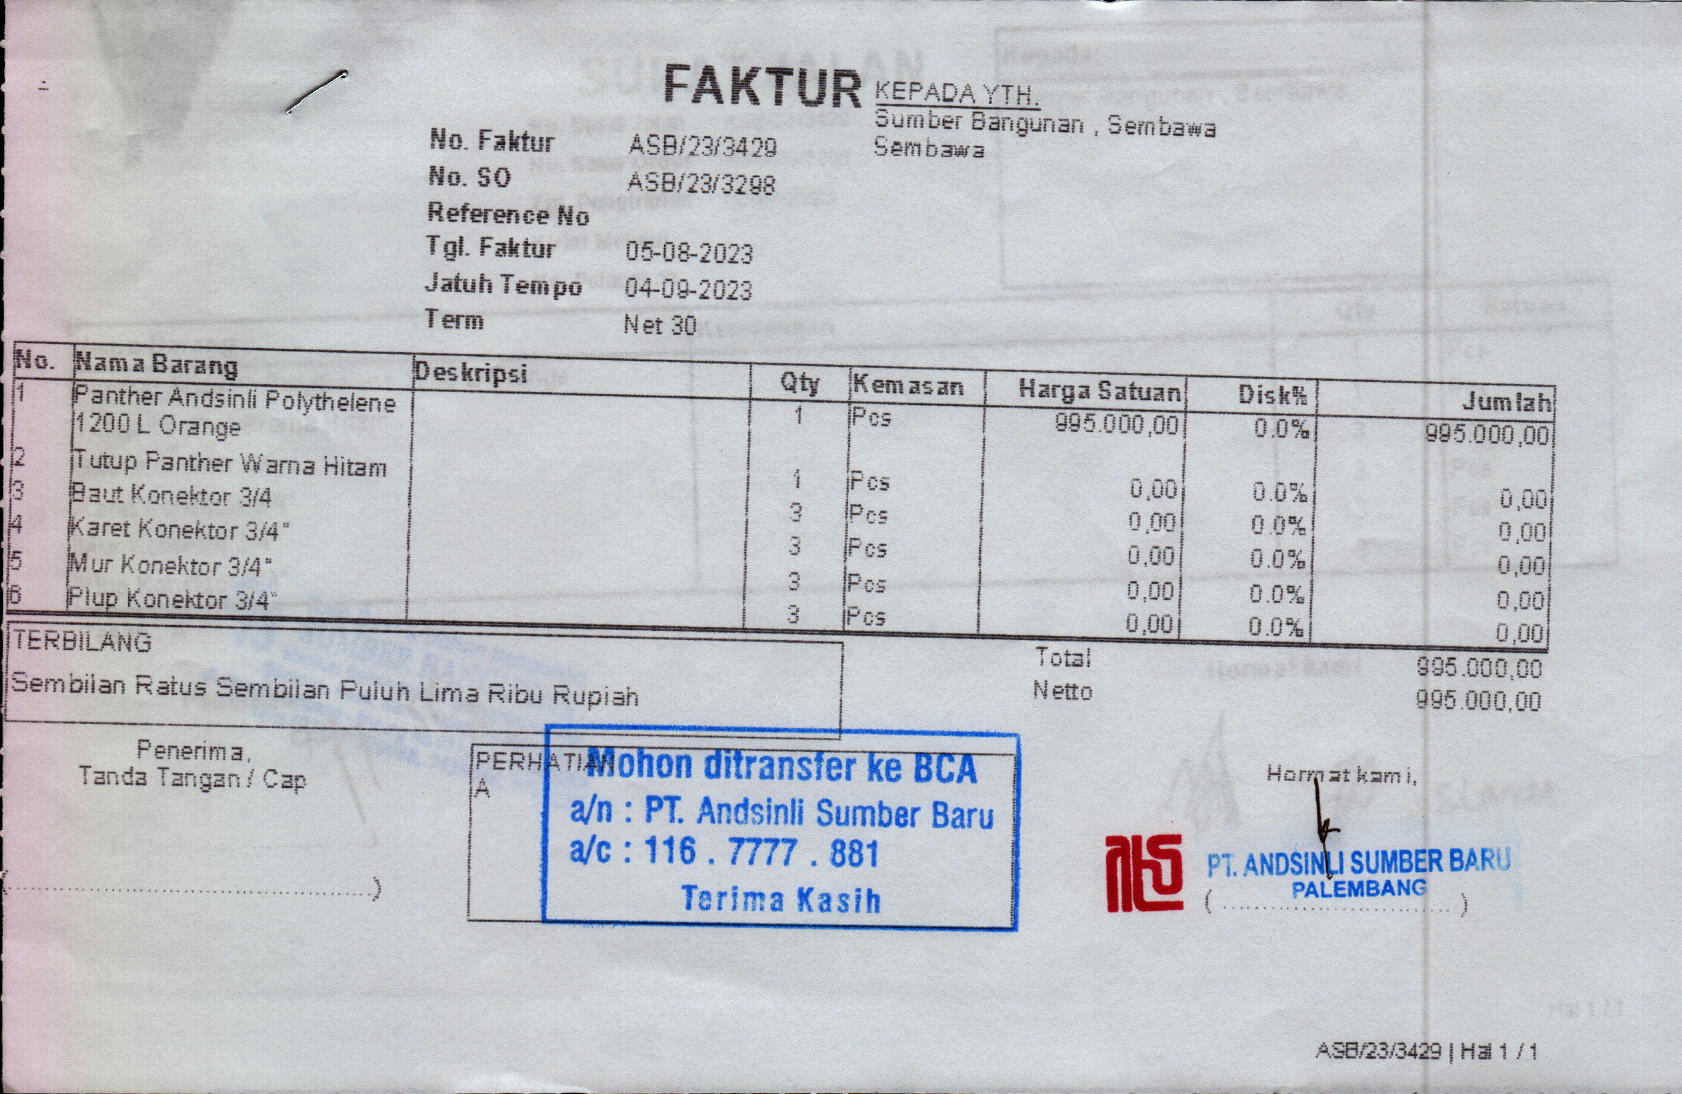 FAKTUR
KEPADA YTH.
Sumber Bangunan , Sembawa
Sembawa
No. Faktur ASB/23/3429
No. SO ASB/23/3298
Reference No
Tgl. Faktur 05-08-2023
Jatuh Tempo 04-09-2023
Term Net 30
No. Nama Barang Deskripsi Qty Kemasan Harga Satuan Disk% Jumlah
1 Panther Andsinli Polythelene
1200 L Orange 1 Pcs 995.000,00 0.0% 995.000,00
2 Tutup Panther Warna Hitam 1 Pcs 0,00 0.0% 0,00
3 Baut Konektor 3/4 3 Pcs 0,00 0.0% 0,00
4 Karet Konektor 3/4" 3 Pcs 0,00 0.0% 0,00
5 Mur Konektor 3/4" 3 Pcs 0,00 0.0% 0,00
6 Plup Konektor 3/4" 3 Pcs 0,00 0.0% 0,00
TERBILANG
Sembilan Ratus Sembilan Puluh Lima Ribu Rupiah
Total 995.000,00
Netto 995.000,00
Penerima,
Tanda Tangan / Cap
(....................)
PERHATIAN
A
Mohon ditransfer ke BCA
a/n : PT. Andsinli Sumber Baru
a/c : 116 . 7777 . 881
Terima Kasih
Hormat kami,
PT. ANDSINLI SUMBER BARU
PALEMBANG
(....................)
ASB/23/3429 | Hal 1 / 1